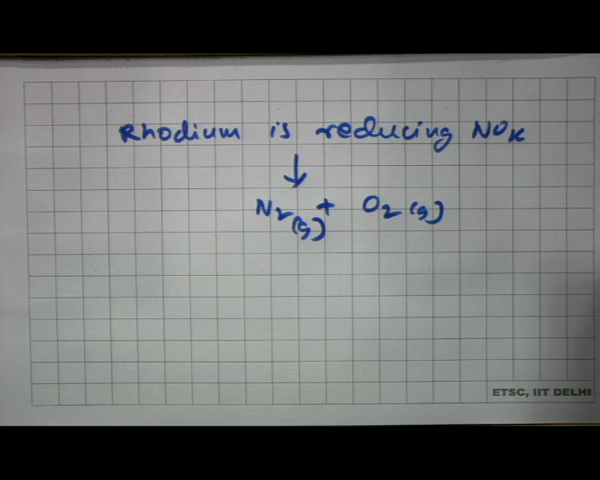 Rhodium is reducing NOx
↓
N2(g) + O2(g)
ETSC, IIT DELHI